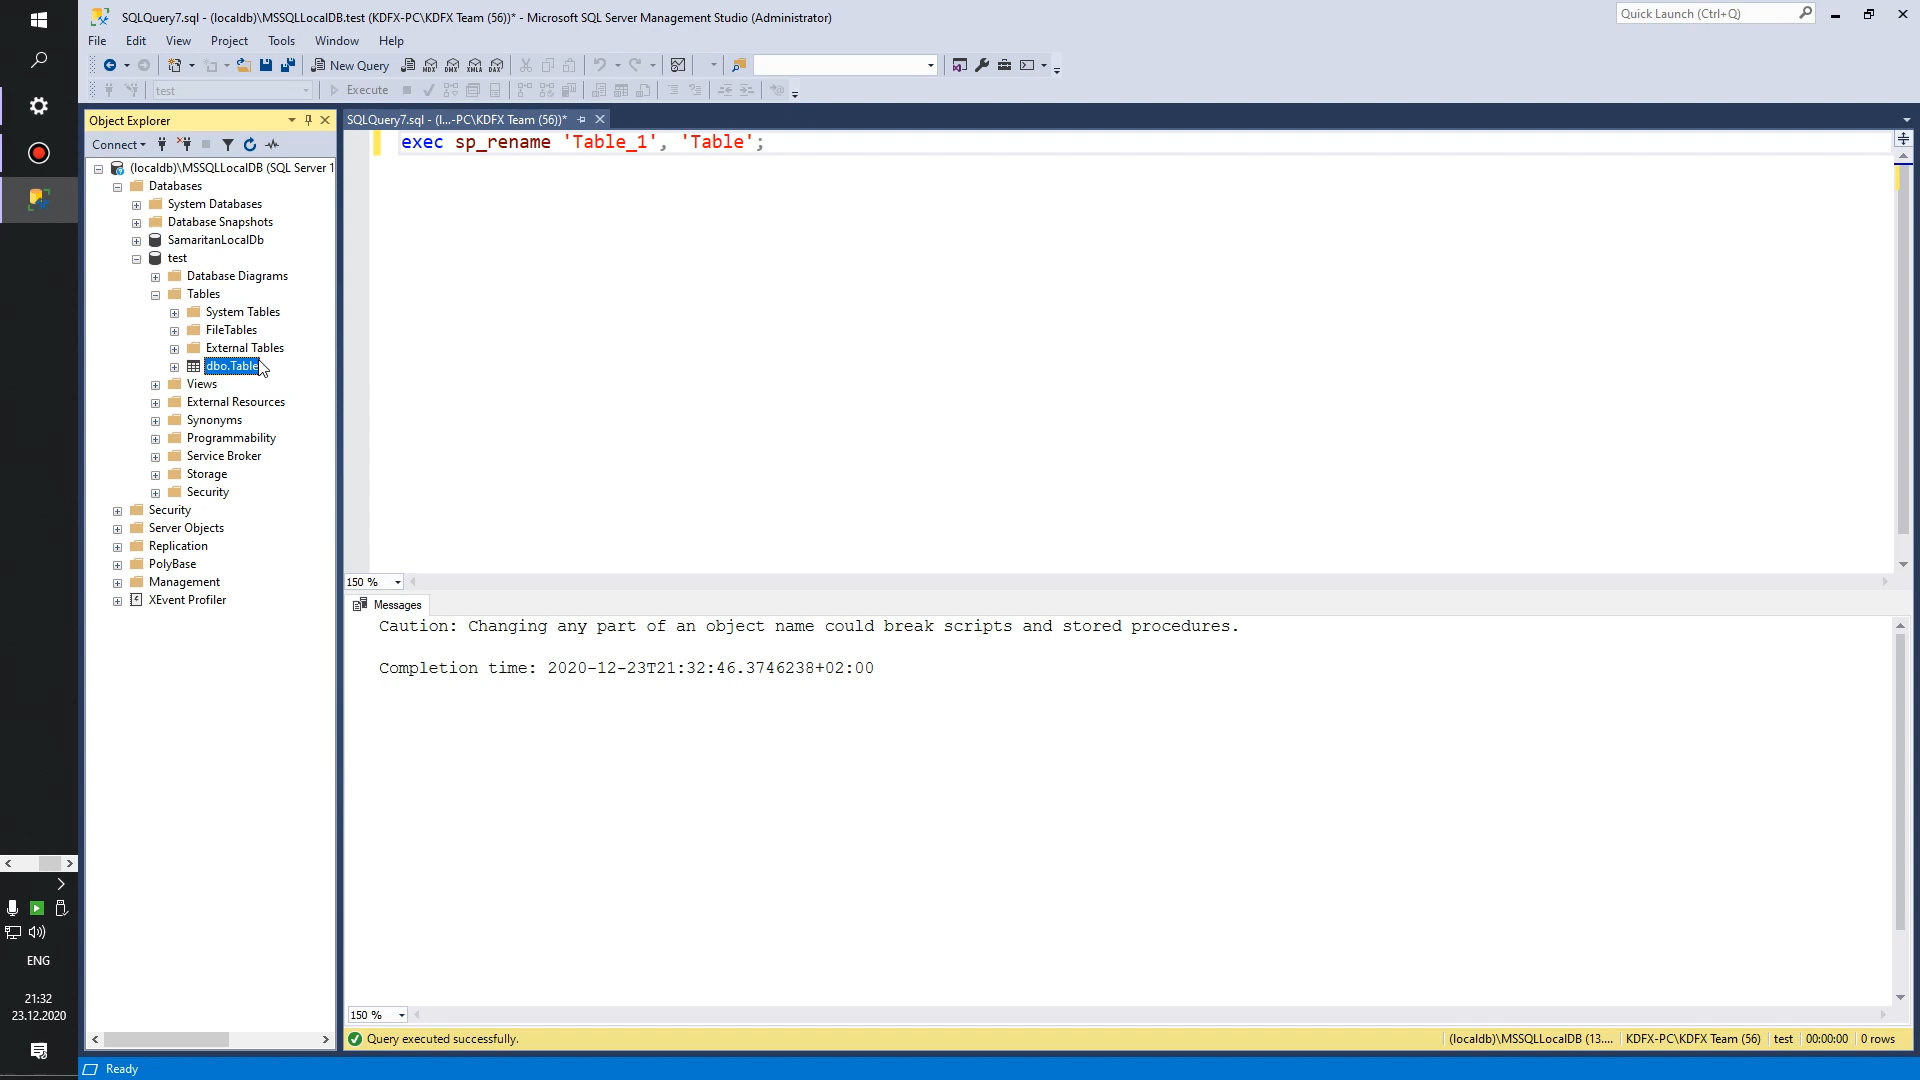 SQLQuery7.sql - (localdb)\MSSQLLocalDB.test (KDFX-PC\KDFX Team (56))* - Microsoft SQL Server Management Studio (Administrator)
Quick Launch (Ctrl+Q)
File Edit View Project Tools Window Help
New Query MDX DMX XMLA DAX
test Execute
Object Explorer
SQLQuery7.sql - (l...-PC\KDFX Team (56))*
Connect
exec sp_rename 'Table_1', 'Table';
(localdb)\MSSQLLocalDB (SQL Server 1
Databases
System Databases
Database Snapshots
SamaritanLocalDb
test
Database Diagrams
Tables
System Tables
FileTables
External Tables
dbo.Table
Views
External Resources
Synonyms
Programmability
Service Broker
Storage
Security
Security
Server Objects
Replication
PolyBase
Management
XEvent Profiler
150 %
Messages
Caution: Changing any part of an object name could break scripts and stored procedures.
Completion time: 2020-12-23T21:32:46.3746238+02:00
150 %
Query executed successfully.
(localdb)\MSSQLLocalDB (13.... KDFX-PC\KDFX Team (56) test 00:00:00 0 rows
Ready
ENG
21:32
23.12.2020